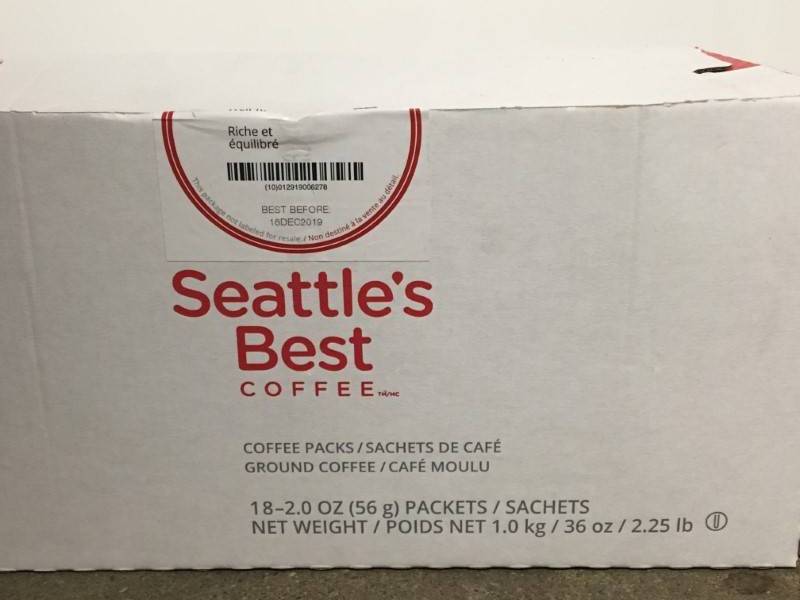 Riche et
équilibré
(10)012919006278
BEST BEFORE:
16DEC2019
This package not labeled for resale. / Non destiné à la vente au détail.
Seattle's
Best
COFFEE TM/MC
COFFEE PACKS / SACHETS DE CAFÉ
GROUND COFFEE / CAFÉ MOULU
18–2.0 OZ (56 g) PACKETS / SACHETS
NET WEIGHT / POIDS NET 1.0 kg / 36 oz / 2.25 lb